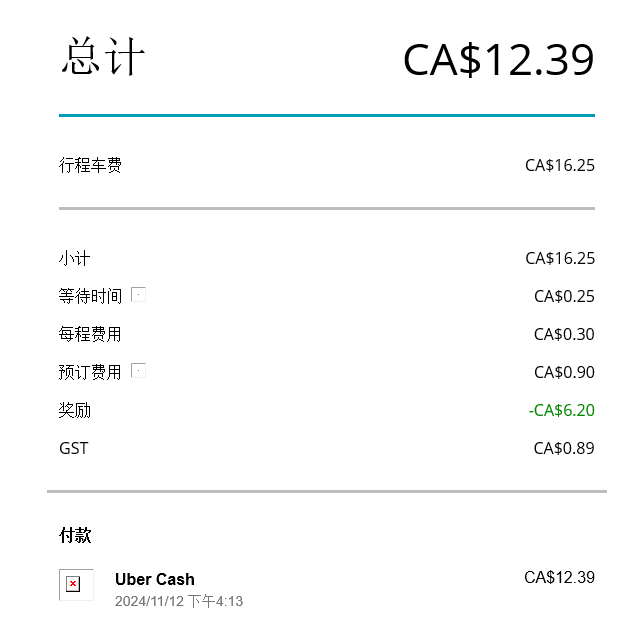 总计 CA$12.39
行程车费 CA$16.25
小计 CA$16.25
等待时间 CA$0.25
每程费用 CA$0.30
预订费用 CA$0.90
奖励 -CA$6.20
GST CA$0.89
付款
Uber Cash CA$12.39
2024/11/12 下午4:13